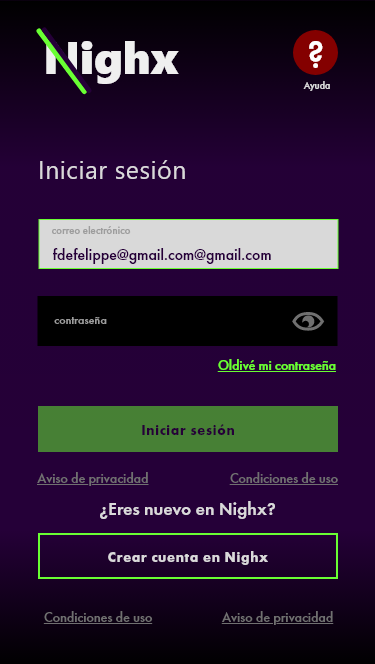 Nighx
?
Ayuda
Iniciar sesión
correo electrónico
fdefelippe@gmail.com@gmail.com
contraseña
Oldivé mi contraseña
Iniciar sesión
Aviso de privacidad Condiciones de uso
¿Eres nuevo en Nighx?
Crear cuenta en Nighx
Condiciones de uso Aviso de privacidad